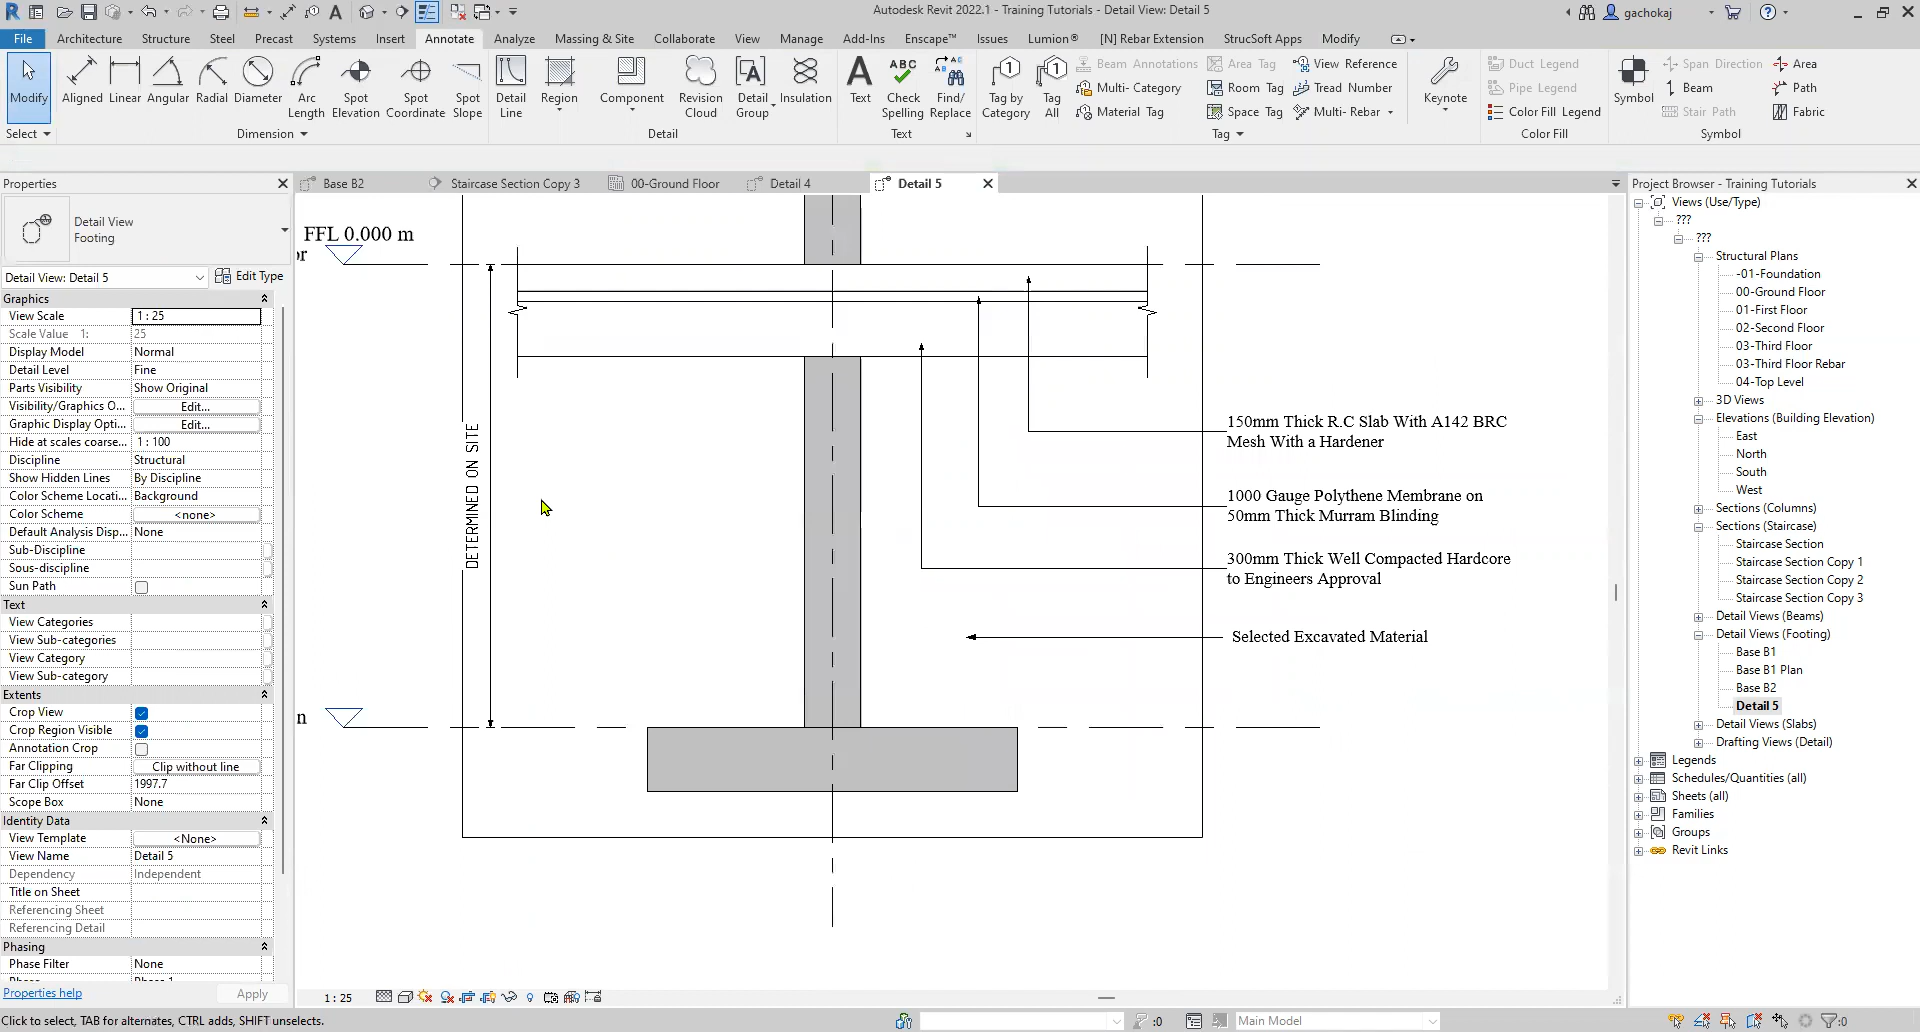 Autodesk Revit 2022.1 - Training Tutorials - Detail View: Detail 5
gachokaj
File Architecture Structure Steel Precast Systems Insert Annotate Analyze Massing & Site Collaborate View Manage Add-Ins Enscape™ Issues Lumion® [N] Rebar Extension StrucSoft Apps Modify
Modify Aligned Linear Angular Radial Diameter Arc Length Spot Elevation Spot Coordinate Spot Slope
Detail Line Region Component Revision Cloud Detail Group Insulation
Text Check Spelling Find/ Replace
Tag by Category Tag All
Beam Annotations Area Tag View Reference
Multi- Category Room Tag Tread Number
Material Tag Space Tag Multi- Rebar
Keynote
Duct Legend
Pipe Legend
Color Fill Legend
Symbol
Span Direction Area
Beam Path
Stair Path Fabric
Select Dimension Detail Text Tag Color Fill Symbol
Properties
Base B2 Staircase Section Copy 3 00-Ground Floor Detail 4 Detail 5
Detail View
Footing
Detail View: Detail 5 Edit Type
Graphics
View Scale 1 : 25
Scale Value 1: 25
Display Model Normal
Detail Level Fine
Parts Visibility Show Original
Visibility/Graphics O... Edit...
Graphic Display Opti... Edit...
Hide at scales coarse... 1 : 100
Discipline Structural
Show Hidden Lines By Discipline
Color Scheme Locati... Background
Color Scheme <none>
Default Analysis Disp... None
Sub-Discipline
Sous-discipline
Sun Path
Text
View Categories
View Sub-categories
View Category
View Sub-category
Extents
Crop View
Crop Region Visible
Annotation Crop
Far Clipping Clip without line
Far Clip Offset 1997.7
Scope Box None
Identity Data
View Template <None>
View Name Detail 5
Dependency Independent
Title on Sheet
Referencing Sheet
Referencing Detail
Phasing
Phase Filter None
Properties help Apply
FFL 0.000 m
or
DETERMINED ON SITE
n
150mm Thick R.C Slab With A142 BRC
Mesh With a Hardener
1000 Gauge Polythene Membrane on
50mm Thick Murram Blinding
300mm Thick Well Compacted Hardcore
to Engineers Approval
Selected Excavated Material
1 : 25
Project Browser - Training Tutorials
Views (Use/Type)
???
???
Structural Plans
-01-Foundation
00-Ground Floor
01-First Floor
02-Second Floor
03-Third Floor
03-Third Floor Rebar
04-Top Level
3D Views
Elevations (Building Elevation)
East
North
South
West
Sections (Columns)
Sections (Staircase)
Staircase Section
Staircase Section Copy 1
Staircase Section Copy 2
Staircase Section Copy 3
Detail Views (Beams)
Detail Views (Footing)
Base B1
Base B1 Plan
Base B2
Detail 5
Detail Views (Slabs)
Drafting Views (Detail)
Legends
Schedules/Quantities (all)
Sheets (all)
Families
Groups
Revit Links
Click to select, TAB for alternates, CTRL adds, SHIFT unselects.
:0
Main Model
:0